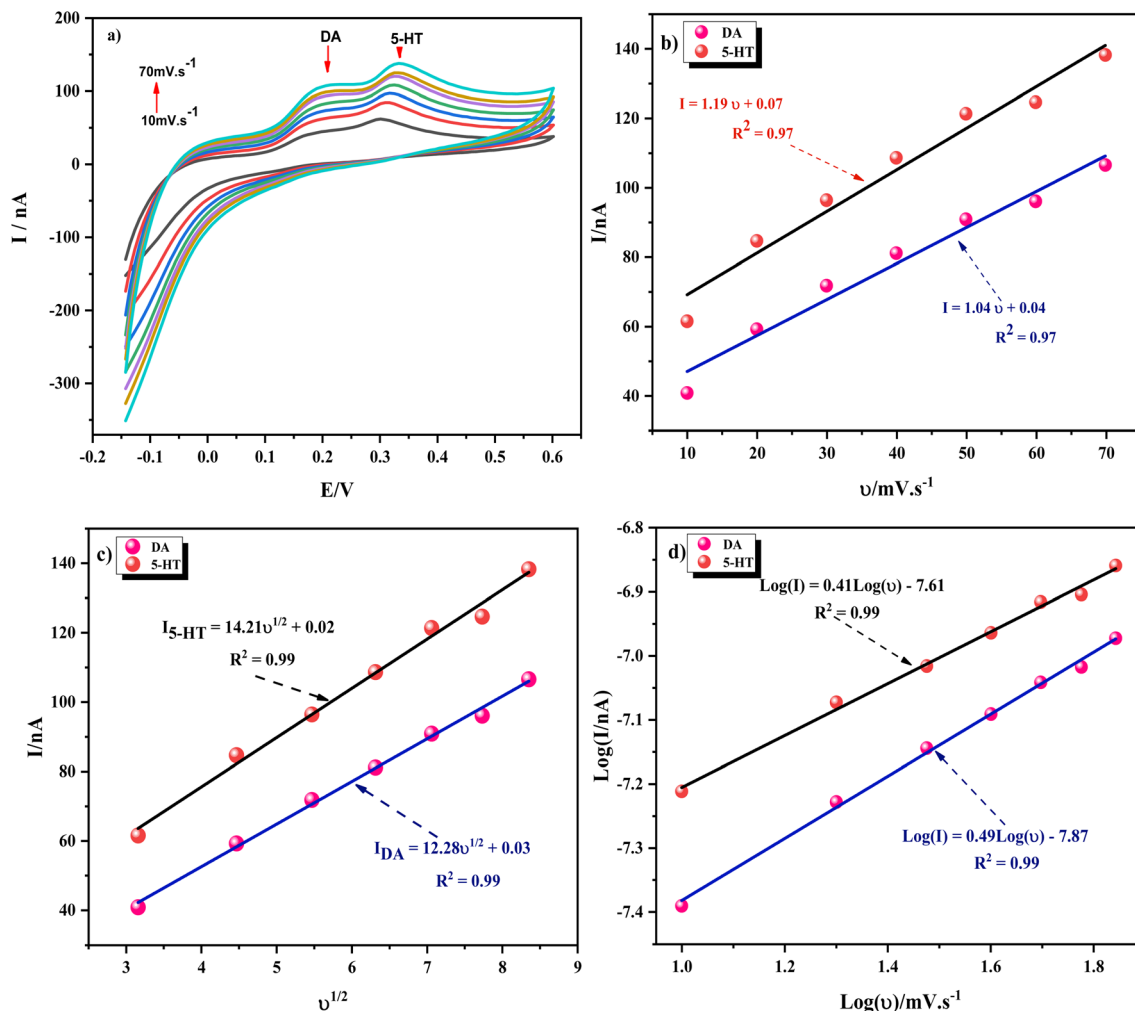 a)
DA
5-HT
70mV.s⁻¹
10mV.s⁻¹
200
100
0
-100
-200
-300
I / nA
-0.2 -0.1 0.0 0.1 0.2 0.3 0.4 0.5 0.6
E/V
b)
DA
5-HT
I = 1.19 υ + 0.07
R² = 0.97
I = 1.04 υ + 0.04
R² = 0.97
140
120
100
80
60
40
I/nA
10 20 30 40 50 60 70
υ/mV.s⁻¹
c)
DA
5-HT
I5-HT = 14.21υ¹/² + 0.02
R² = 0.99
IDA = 12.28υ¹/² + 0.03
R² = 0.99
140
120
100
80
60
40
I/nA
3 4 5 6 7 8 9
υ¹/²
d)
DA
5-HT
Log(I) = 0.41Log(υ) - 7.61
R² = 0.99
Log(I) = 0.49Log(υ) - 7.87
R² = 0.99
-6.8
-6.9
-7.0
-7.1
-7.2
-7.3
-7.4
Log(I/nA)
1.0 1.2 1.4 1.6 1.8
Log(υ)/mV.s⁻¹